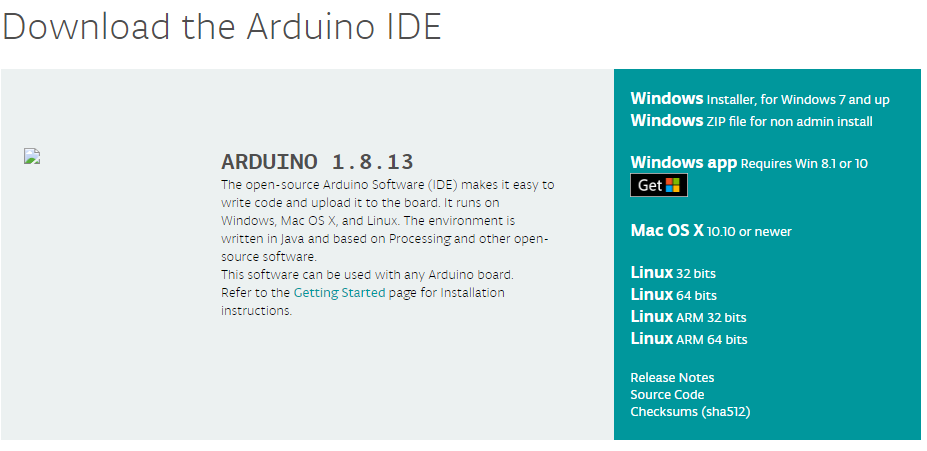 Download the Arduino IDE
ARDUINO 1.8.13
The open-source Arduino Software (IDE) makes it easy to
write code and upload it to the board. It runs on
Windows, Mac OS X, and Linux. The environment is
written in Java and based on Processing and other open-
source software.
This software can be used with any Arduino board.
Refer to the Getting Started page for Installation
instructions.
Windows Installer, for Windows 7 and up
Windows ZIP file for non admin install
Windows app Requires Win 8.1 or 10
Get
Mac OS X 10.10 or newer
Linux 32 bits
Linux 64 bits
Linux ARM 32 bits
Linux ARM 64 bits
Release Notes
Source Code
Checksums (sha512)